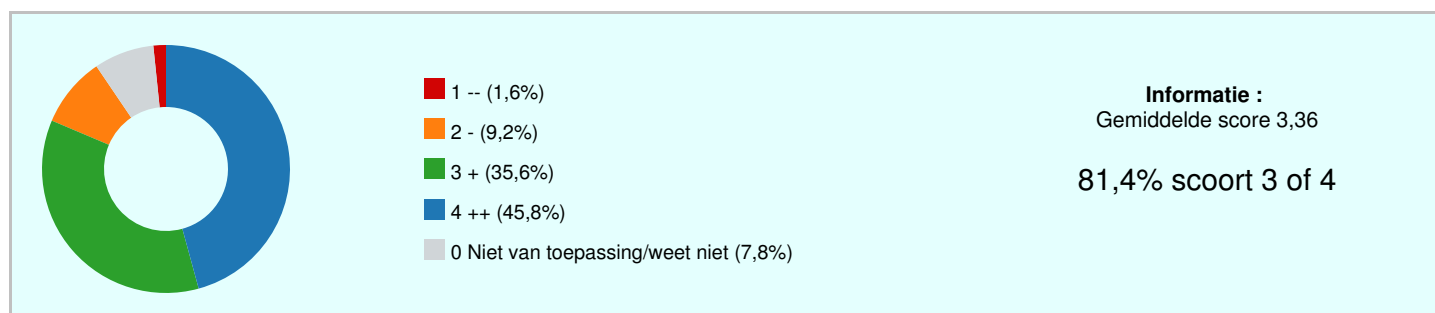 1 -- (1,6%)
2 - (9,2%)
3 + (35,6%)
4 ++ (45,8%)
0 Niet van toepassing/weet niet (7,8%)
Informatie :
Gemiddelde score 3,36
81,4% scoort 3 of 4